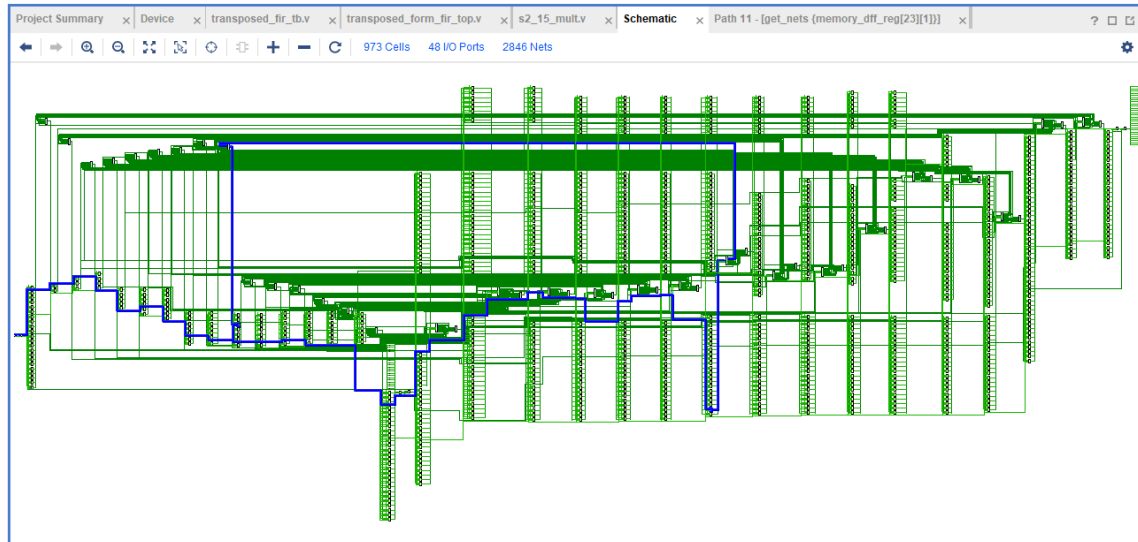 Project Summary × Device × transposed_fir_tb.v × transposed_form_fir_top.v × s2_15_mult.v × Schematic × Path 11 - [get_nets {memory_dff_reg[23][1]}] × ?
973 Cells 48 I/O Ports 2846 Nets